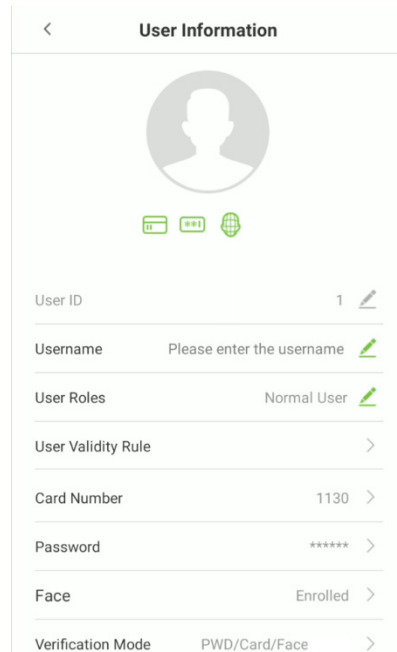 User Information
User ID 1
Username Please enter the username
User Roles Normal User
User Validity Rule
Card Number 1130
Password ******
Face Enrolled
Verification Mode PWD/Card/Face